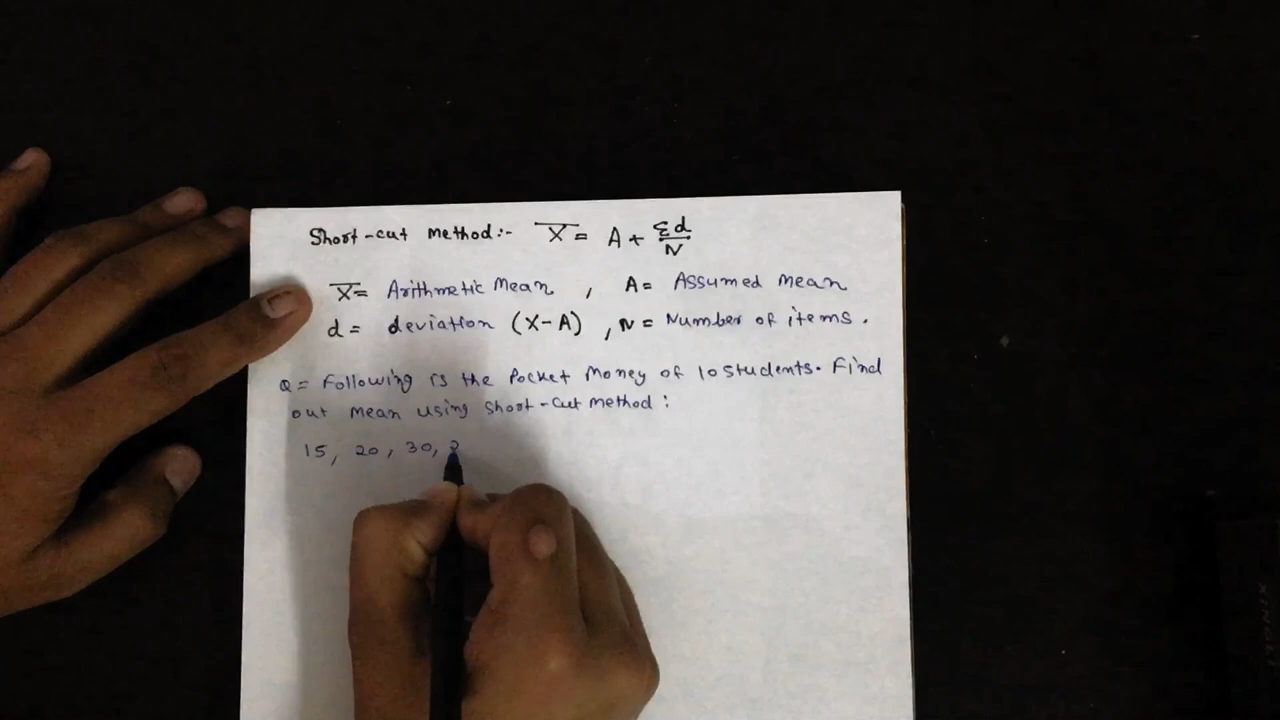 Short-cut method:- X̅ = A + Σd/N
X̅ = Arithmetic Mean , A = Assumed mean
d = deviation (X-A) , N = Number of items.
Q = Following is the Pocket Money of 10 students. Find
out mean using Short-cut method:
15, 20, 30,